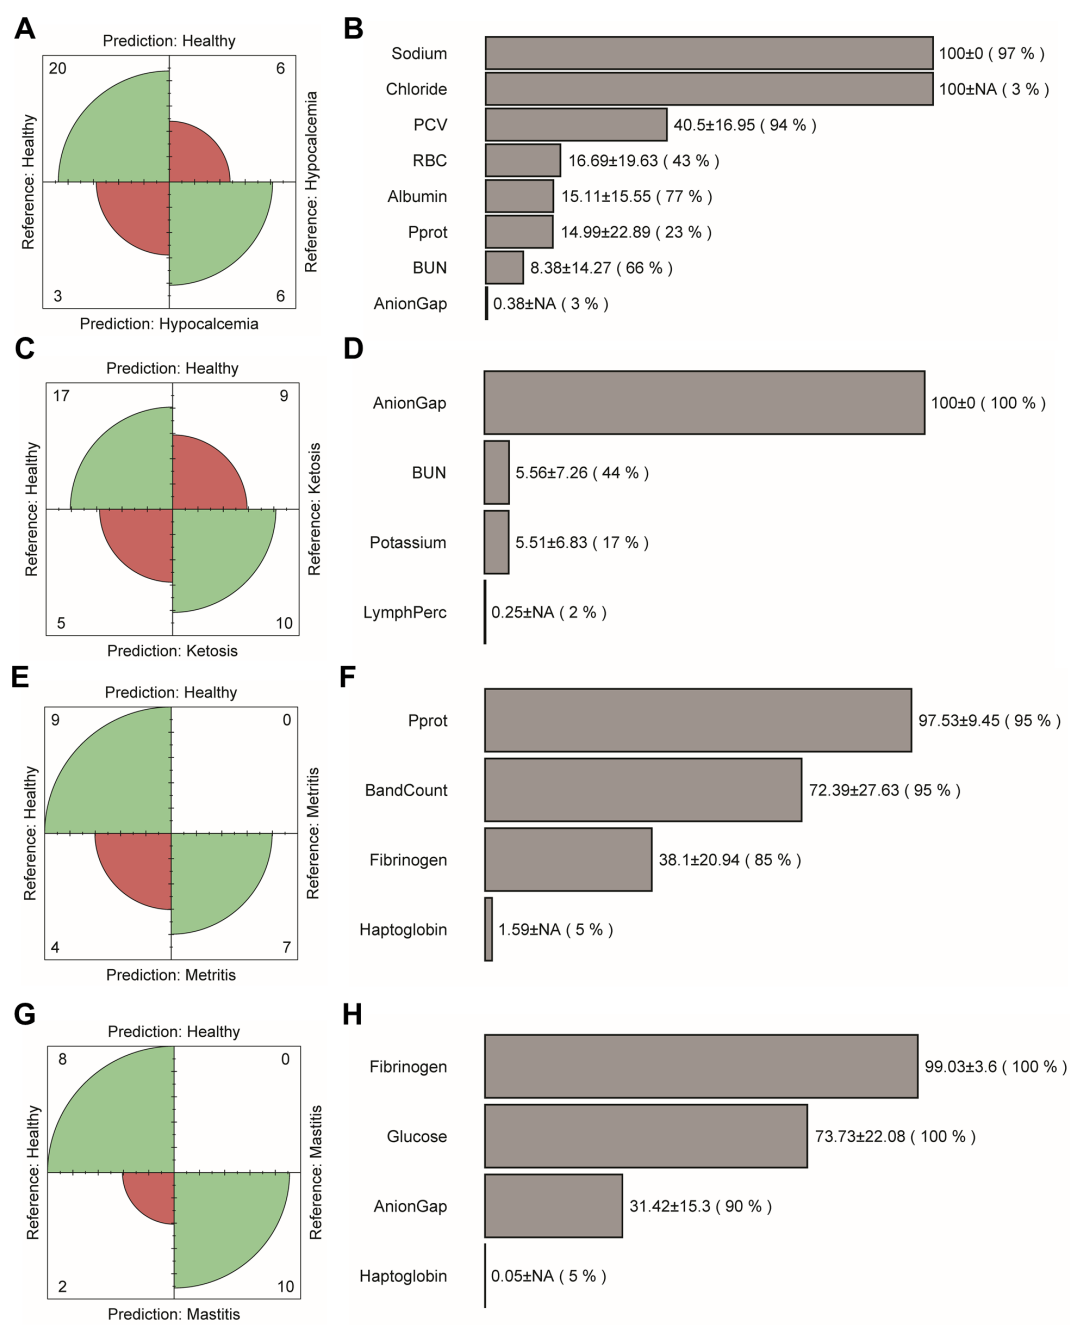 A
Prediction: Healthy
20
6
Reference: Healthy
Reference: Hypocalcemia
3
6
Prediction: Hypocalcemia
B
Sodium 100±0 ( 97 % )
Chloride 100±NA ( 3 % )
PCV 40.5±16.95 ( 94 % )
RBC 16.69±19.63 ( 43 % )
Albumin 15.11±15.55 ( 77 % )
Pprot 14.99±22.89 ( 23 % )
BUN 8.38±14.27 ( 66 % )
AnionGap 0.38±NA ( 3 % )
C
Prediction: Healthy
17
9
Reference: Healthy
Reference: Ketosis
5
10
Prediction: Ketosis
D
AnionGap 100±0 ( 100 % )
BUN 5.56±7.26 ( 44 % )
Potassium 5.51±6.83 ( 17 % )
LymphPerc 0.25±NA ( 2 % )
E
Prediction: Healthy
9
0
Reference: Healthy
Reference: Metritis
4
7
Prediction: Metritis
F
Pprot 97.53±9.45 ( 95 % )
BandCount 72.39±27.63 ( 95 % )
Fibrinogen 38.1±20.94 ( 85 % )
Haptoglobin 1.59±NA ( 5 % )
G
Prediction: Healthy
8
0
Reference: Healthy
Reference: Mastitis
2
10
Prediction: Mastitis
H
Fibrinogen 99.03±3.6 ( 100 % )
Glucose 73.73±22.08 ( 100 % )
AnionGap 31.42±15.3 ( 90 % )
Haptoglobin 0.05±NA ( 5 % )